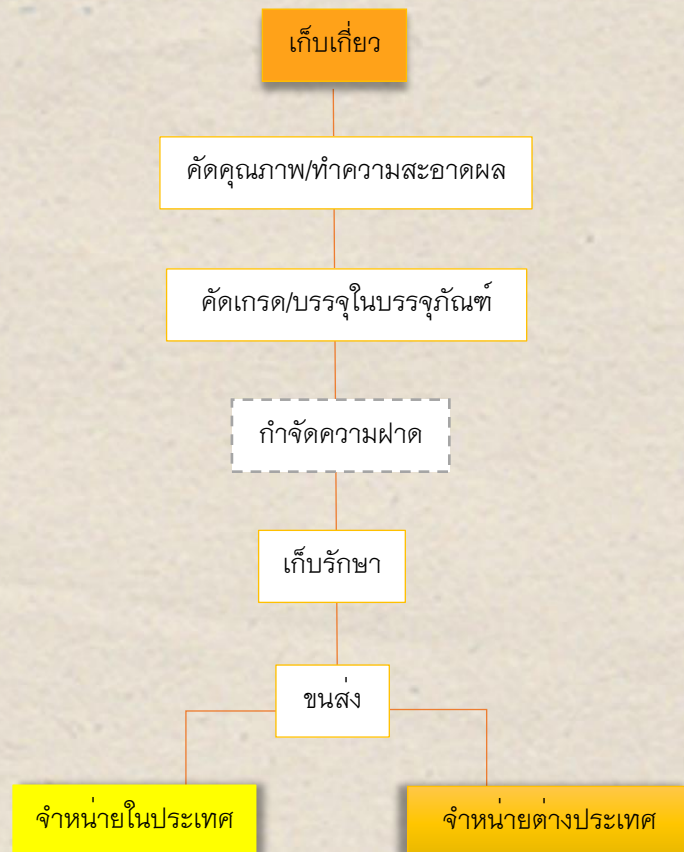 เก็บเกี่ยว
คัดคุณภาพ/ทำความสะอาดผล
คัดเกรด/บรรจุในบรรจุภัณฑ์
กำจัดความฝาด
เก็บรักษา
ขนส่ง
จำหน่ายในประเทศ
จำหน่ายต่างประเทศ